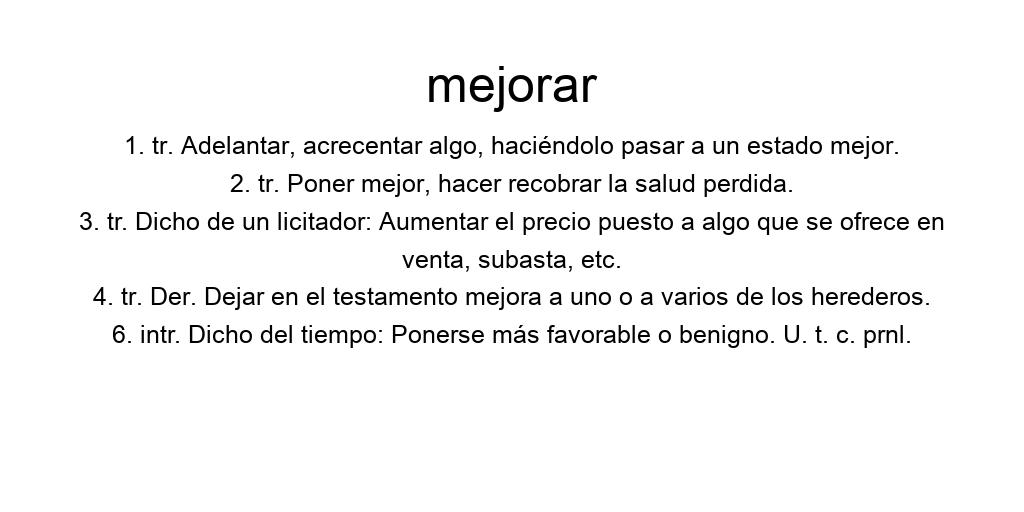 mejorar
1. tr. Adelantar, acrecentar algo, haciéndolo pasar a un estado mejor.
2. tr. Poner mejor, hacer recobrar la salud perdida.
3. tr. Dicho de un licitador: Aumentar el precio puesto a algo que se ofrece en
venta, subasta, etc.
4. tr. Der. Dejar en el testamento mejora a uno o a varios de los herederos.
6. intr. Dicho del tiempo: Ponerse más favorable o benigno. U. t. c. prnl.